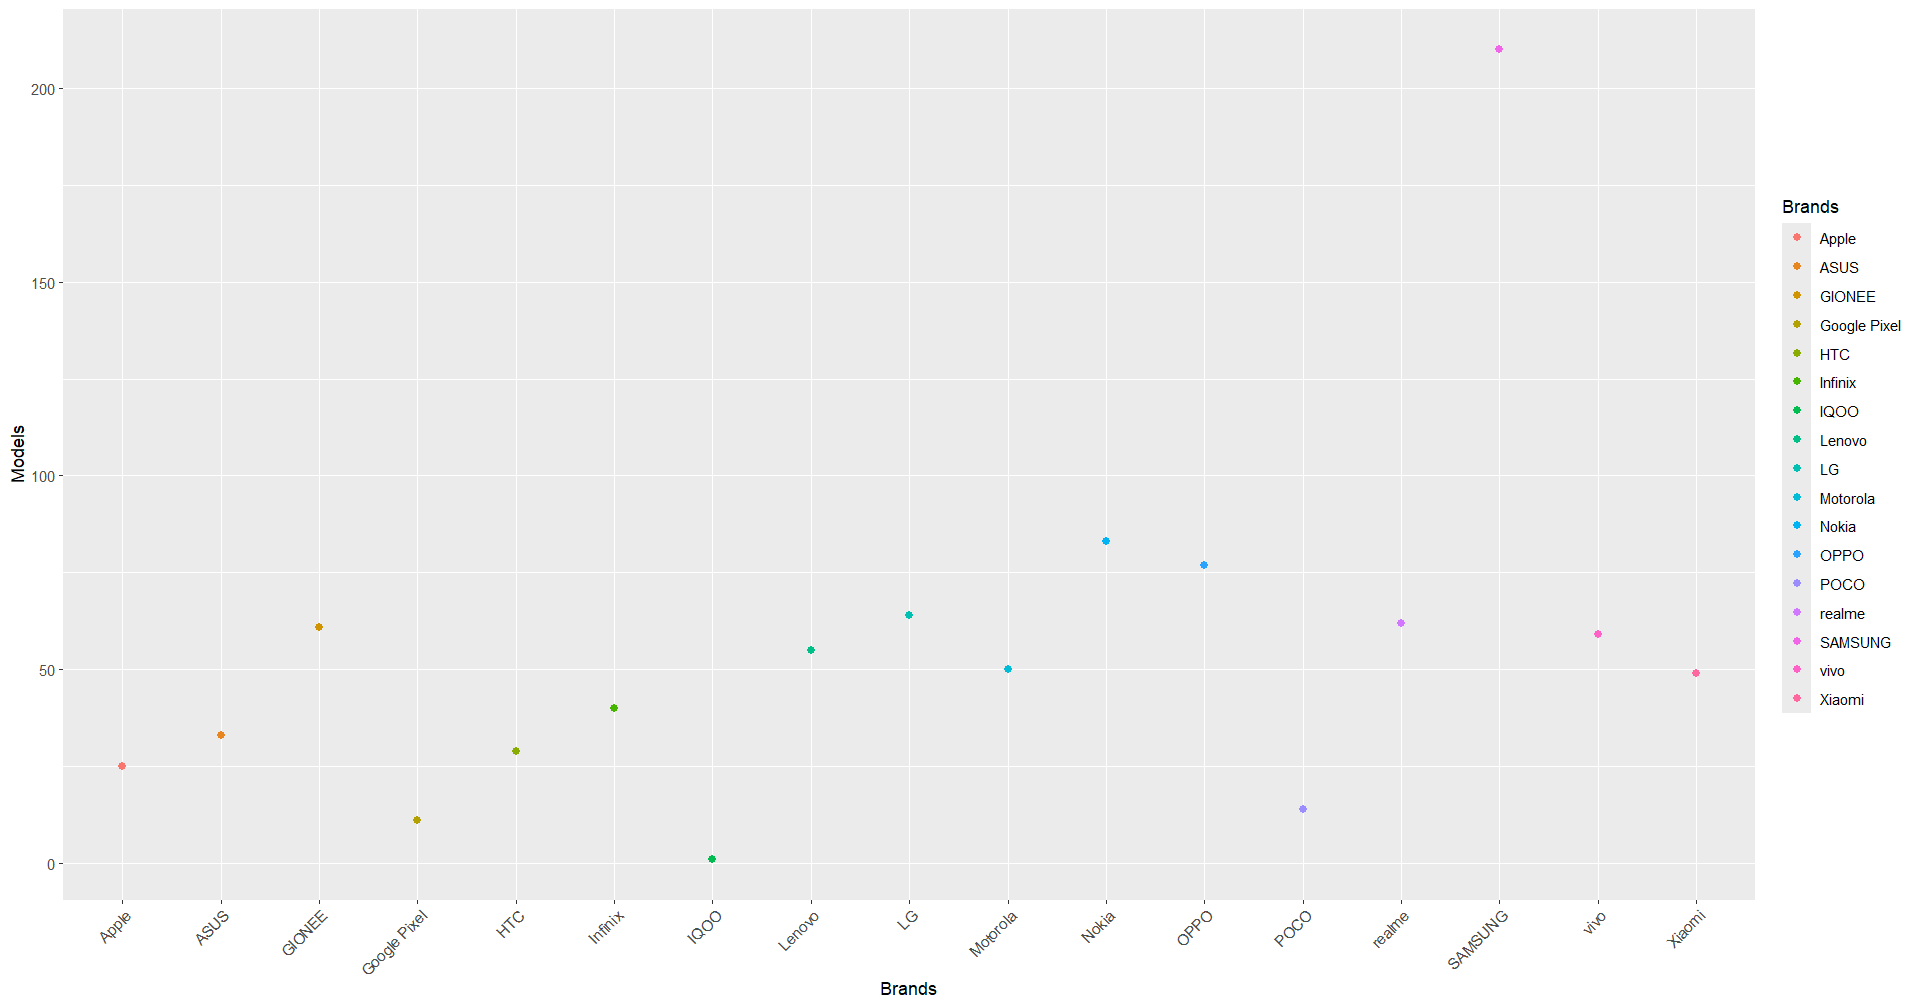 Models
200
150
100
50
0
Apple
ASUS
GIONEE
Google Pixel
HTC
Infinix
IQOO
Lenovo
LG
Motorola
Nokia
OPPO
POCO
realme
SAMSUNG
vivo
Xiaomi
Brands
Brands
Apple
ASUS
GIONEE
Google Pixel
HTC
Infinix
IQOO
Lenovo
LG
Motorola
Nokia
OPPO
POCO
realme
SAMSUNG
vivo
Xiaomi